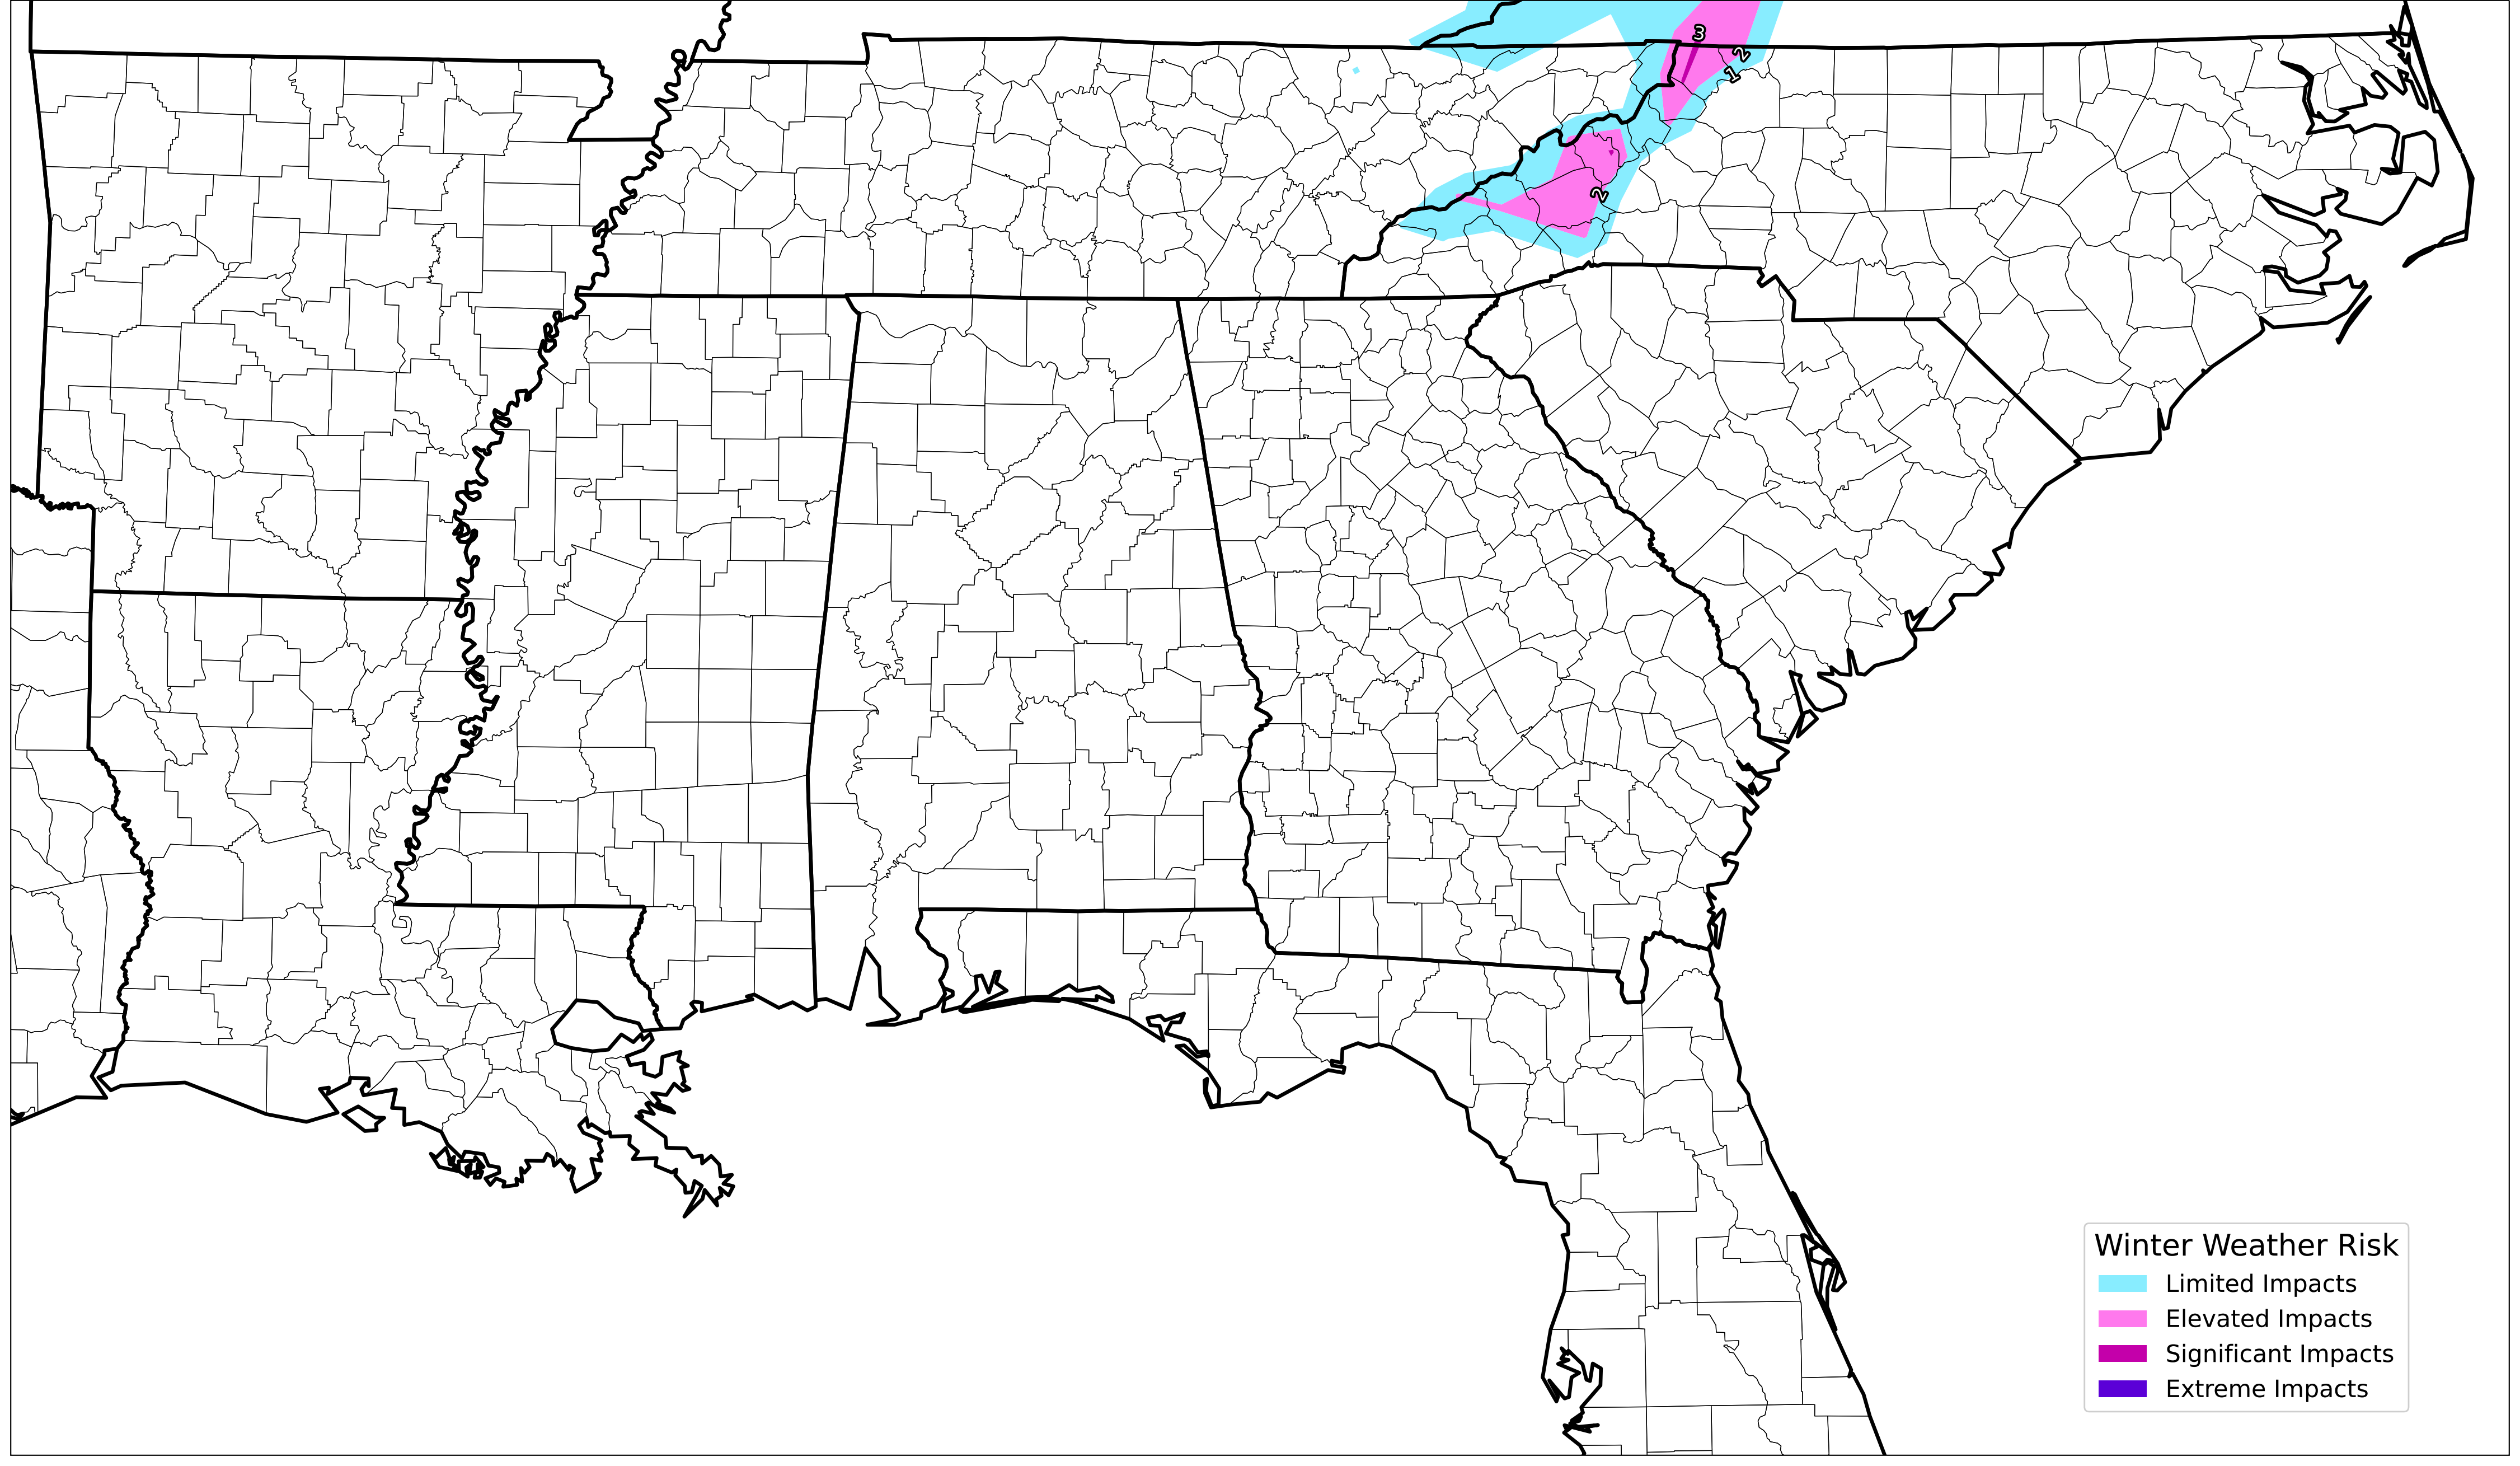 3
2
1
2
Winter Weather Risk
Limited Impacts
Elevated Impacts
Significant Impacts
Extreme Impacts